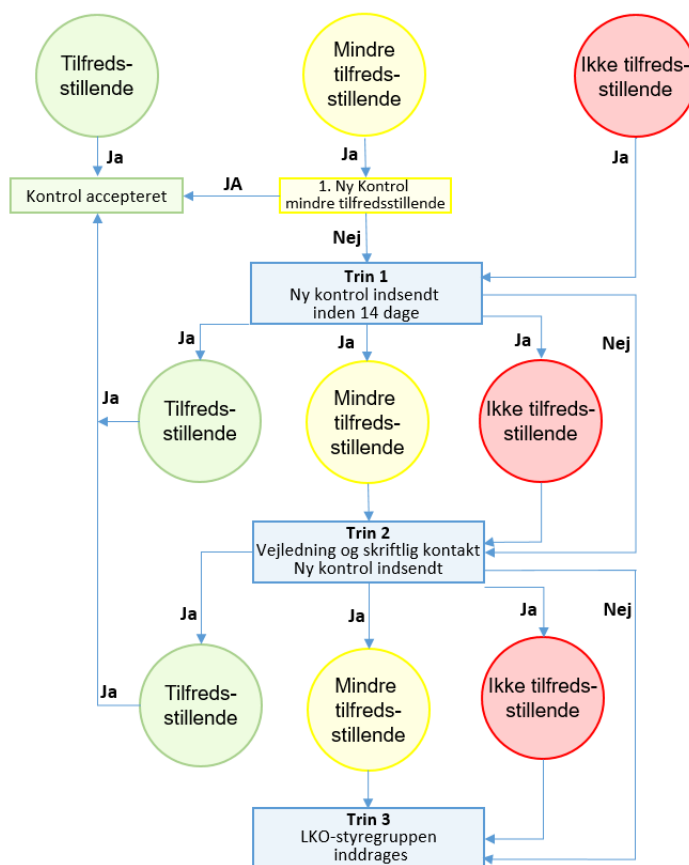 Tilfreds-
stillende
Mindre
tilfreds-
stillende
Ikke tilfreds-
stillende
Ja
Ja
Ja
Kontrol accepteret
JA
1. Ny Kontrol
mindre tilfredsstillende
Nej
Trin 1
Ny kontrol indsendt
inden 14 dage
Ja
Ja
Ja
Nej
Ja
Tilfreds-
stillende
Mindre
tilfreds-
stillende
Ikke tilfreds-
stillende
Trin 2
Vejledning og skriftlig kontakt
Ny kontrol indsendt
Ja
Ja
Ja
Nej
Ja
Tilfreds-
stillende
Mindre
tilfreds-
stillende
Ikke tilfreds-
stillende
Trin 3
LKO-styregruppen
inddrages